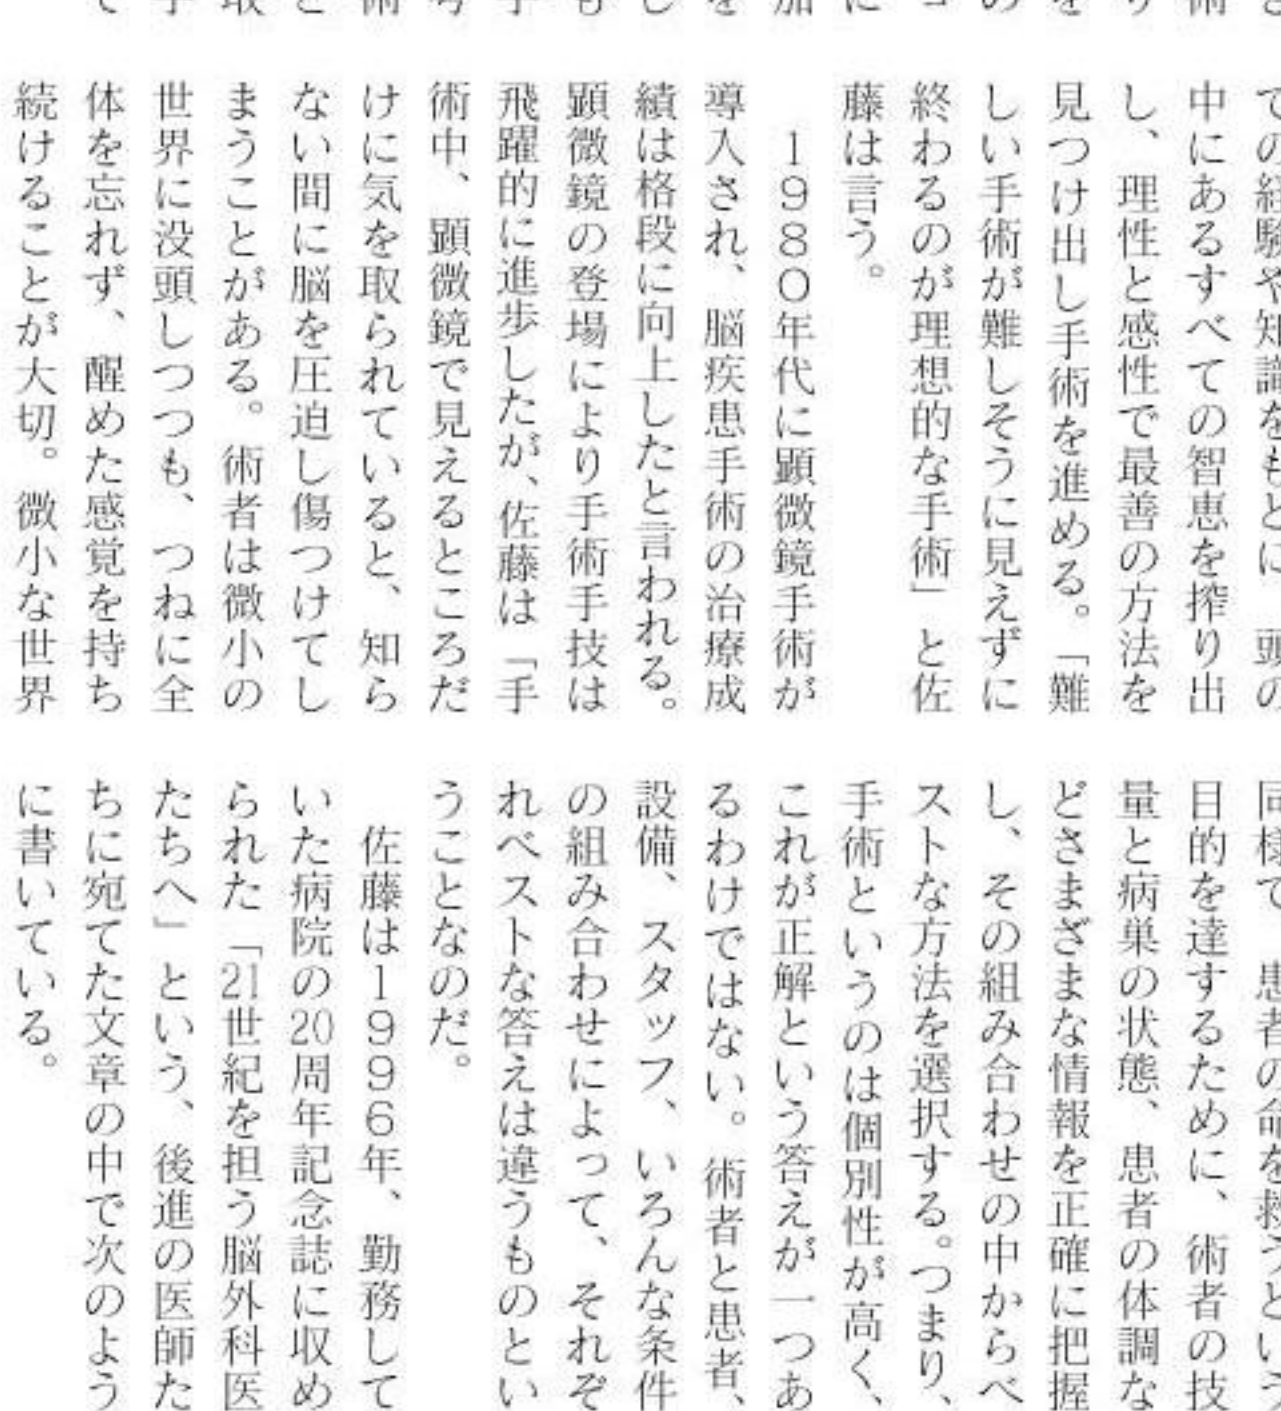 ての経験や知識をもとに、頭の
中にあるすべての智恵を搾り出
し、理性と感性で最善の方法を
見つけ出し手術を進める。「難
しい手術が難しそうに見えずに
終わるのが理想的な手術」と佐
藤は言う。
1980年代に顕微鏡手術が
導入され、脳疾患手術の治療成
績は格段に向上したと言われる。
顕微鏡の登場により手術手技は
飛躍的に進歩したが、佐藤は「手
術中、顕微鏡で見えるところだ
けに気を取られていると、知ら
ない間に脳を圧迫し傷つけてし
まうことがある。術者は微小の
世界に没頭しつつも、つねに全
体を忘れず、醒めた感覚を持ち
続けることが大切。微小な世界
同様で、患者の命を救うという
目的を達するために、術者の技
量と病巣の状態、患者の体調な
どさまざまな情報を正確に把握
し、その組み合わせの中からベ
ストな方法を選択する。つまり、
手術というのは個別性が高く、
これが正解という答えが一つあ
るわけではない。術者と患者、
設備、スタッフ、いろんな条件
の組み合わせによって、それぞ
れベストな答えは違うものとい
うことなのだ。
佐藤は1996年、勤務して
いた病院の20周年記念誌に収め
られた「21世紀を担う脳外科医
たちへ」という、後進の医師た
ちに宛てた文章の中で次のよう
に書いている。